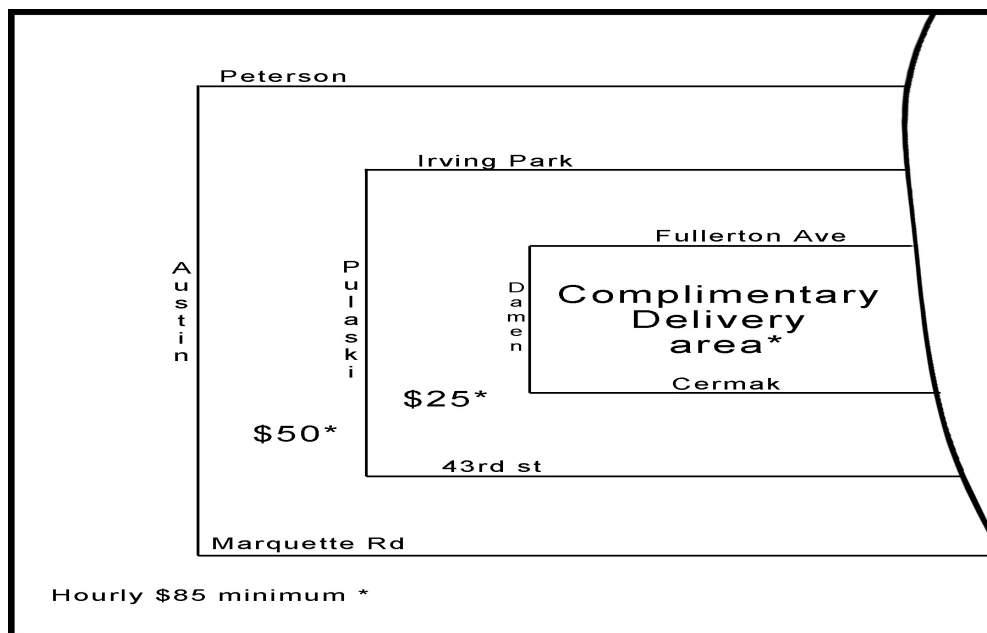 Peterson
Irving Park
Fullerton Ave
Austin
Pulaski
Damen
Complimentary
Delivery
area*
Cermak
$25*
$50*
43rd st
Marquette Rd
Hourly $85 minimum *